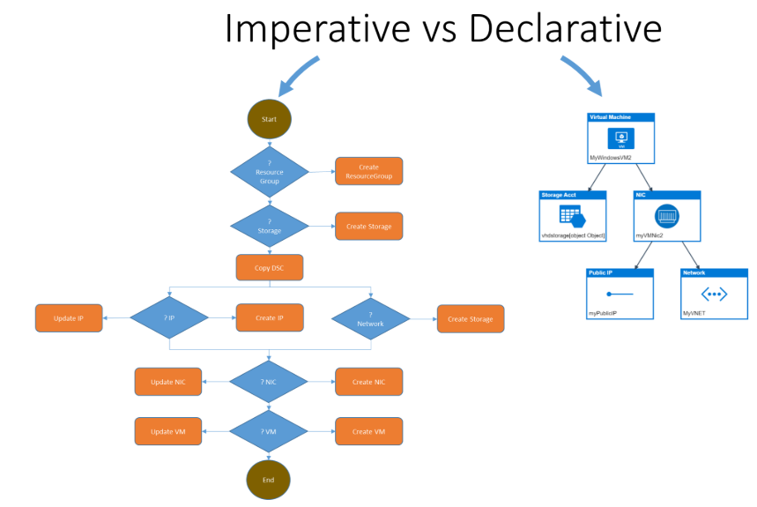 Imperative vs Declarative
Start
?
Resource
Group
Create
ResourceGroup
?
Storage
Create Storage
Copy DSC
Update IP
? IP
Create IP
?
Network
Create Storage
Update NIC
? NIC
Create NIC
Update VM
? VM
Create VM
End
Virtual Machine
MyWindowsVM2
Storage Acct
vhdstorage[object Object]
NIC
myVMNic2
Public IP
myPublicIP
Network
MyVNET